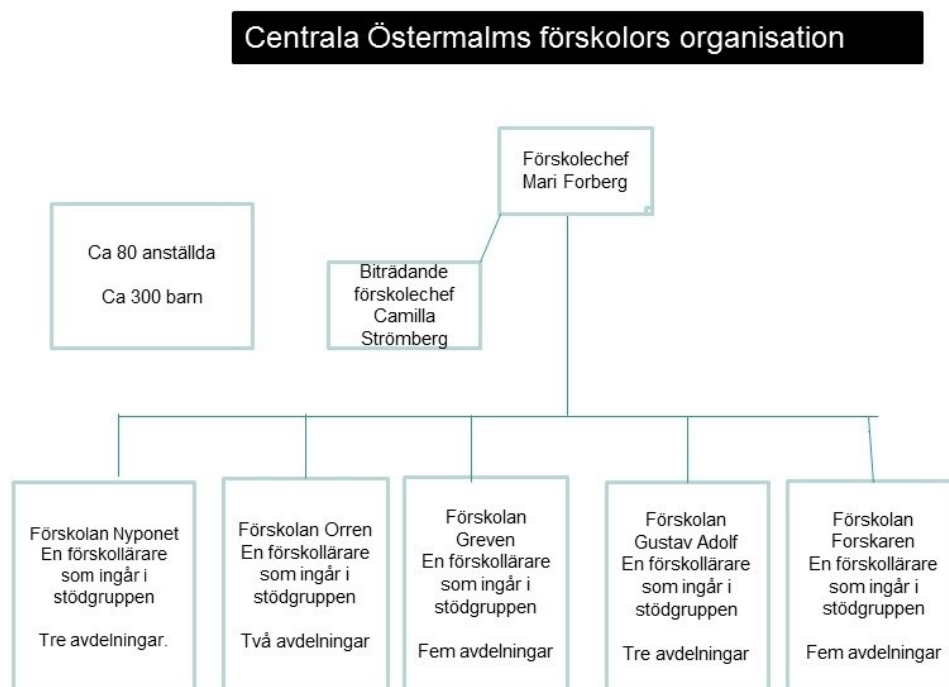 Centrala Östermalms förskolors organisation
Förskolechef
Mari Forberg
Ca 80 anställda
Ca 300 barn
Biträdande
förskolechef
Camilla
Strömberg
Förskolan Nyponet
En förskollärare
som ingår i
stödgruppen
Tre avdelningar.
Förskolan Orren
En förskollärare
som ingår i
stödgruppen
Två avdelningar
Förskolan
Greven
En förskollärare
som ingår i
stödgruppen
Fem avdelningar
Förskolan
Gustav Adolf
En förskollärare
som ingår i
stödgruppen
Tre avdelningar
Förskolan
Forskaren
En förskollärare
som ingår i
stödgruppen
Fem avdelningar